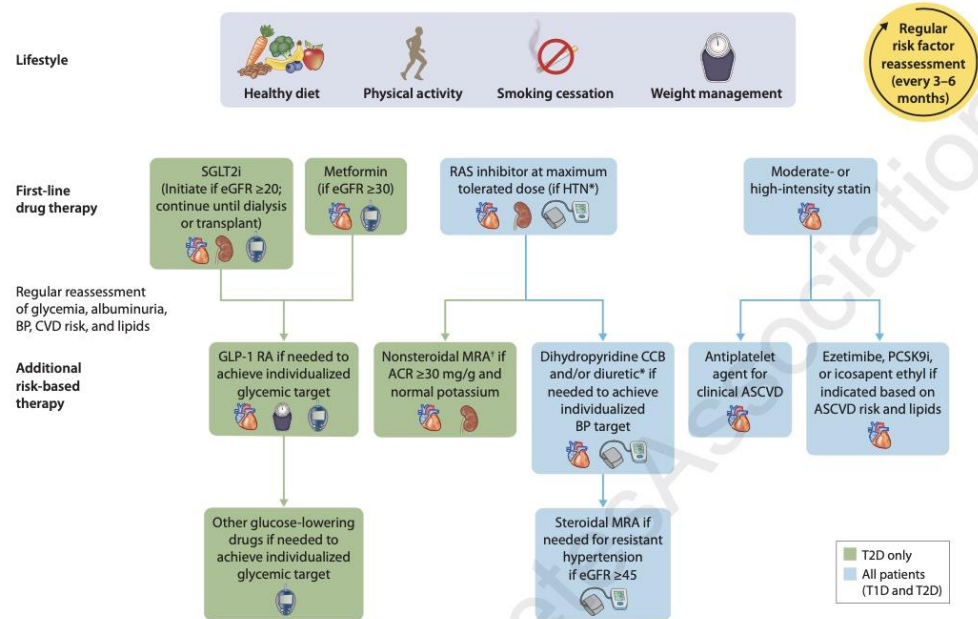 Lifestyle
Healthy diet
Physical activity
Smoking cessation
Weight management
Regular
risk factor
reassessment
(every 3–6
months)
First-line
drug therapy
SGLT2i
(Initiate if eGFR ≥20;
continue until dialysis
or transplant)
Metformin
(if eGFR ≥30)
RAS inhibitor at maximum
tolerated dose (if HTN*)
Moderate- or
high-intensity statin
Regular reassessment
of glycemia, albuminuria,
BP, CVD risk, and lipids
Additional
risk-based
therapy
GLP-1 RA if needed to
achieve individualized
glycemic target
Nonsteroidal MRA† if
ACR ≥30 mg/g and
normal potassium
Dihydropyridine CCB
and/or diuretic* if
needed to achieve
individualized
BP target
Antiplatelet
agent for
clinical ASCVD
Ezetimibe, PCSK9i,
or icosapent ethyl if
indicated based on
ASCVD risk and lipids
Other glucose-lowering
drugs if needed to
achieve individualized
glycemic target
Steroidal MRA if
needed for resistant
hypertension
if eGFR ≥45
T2D only
All patients
(T1D and T2D)
etesAssociation